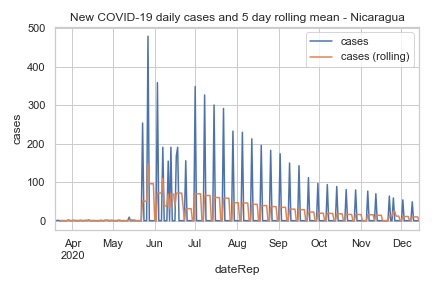 New COVID-19 daily cases and 5 day rolling mean - Nicaragua
cases
cases (rolling)
500
400
300
200
100
0
cases
Apr May Jun Jul Aug Sep Oct Nov Dec
2020
dateRep